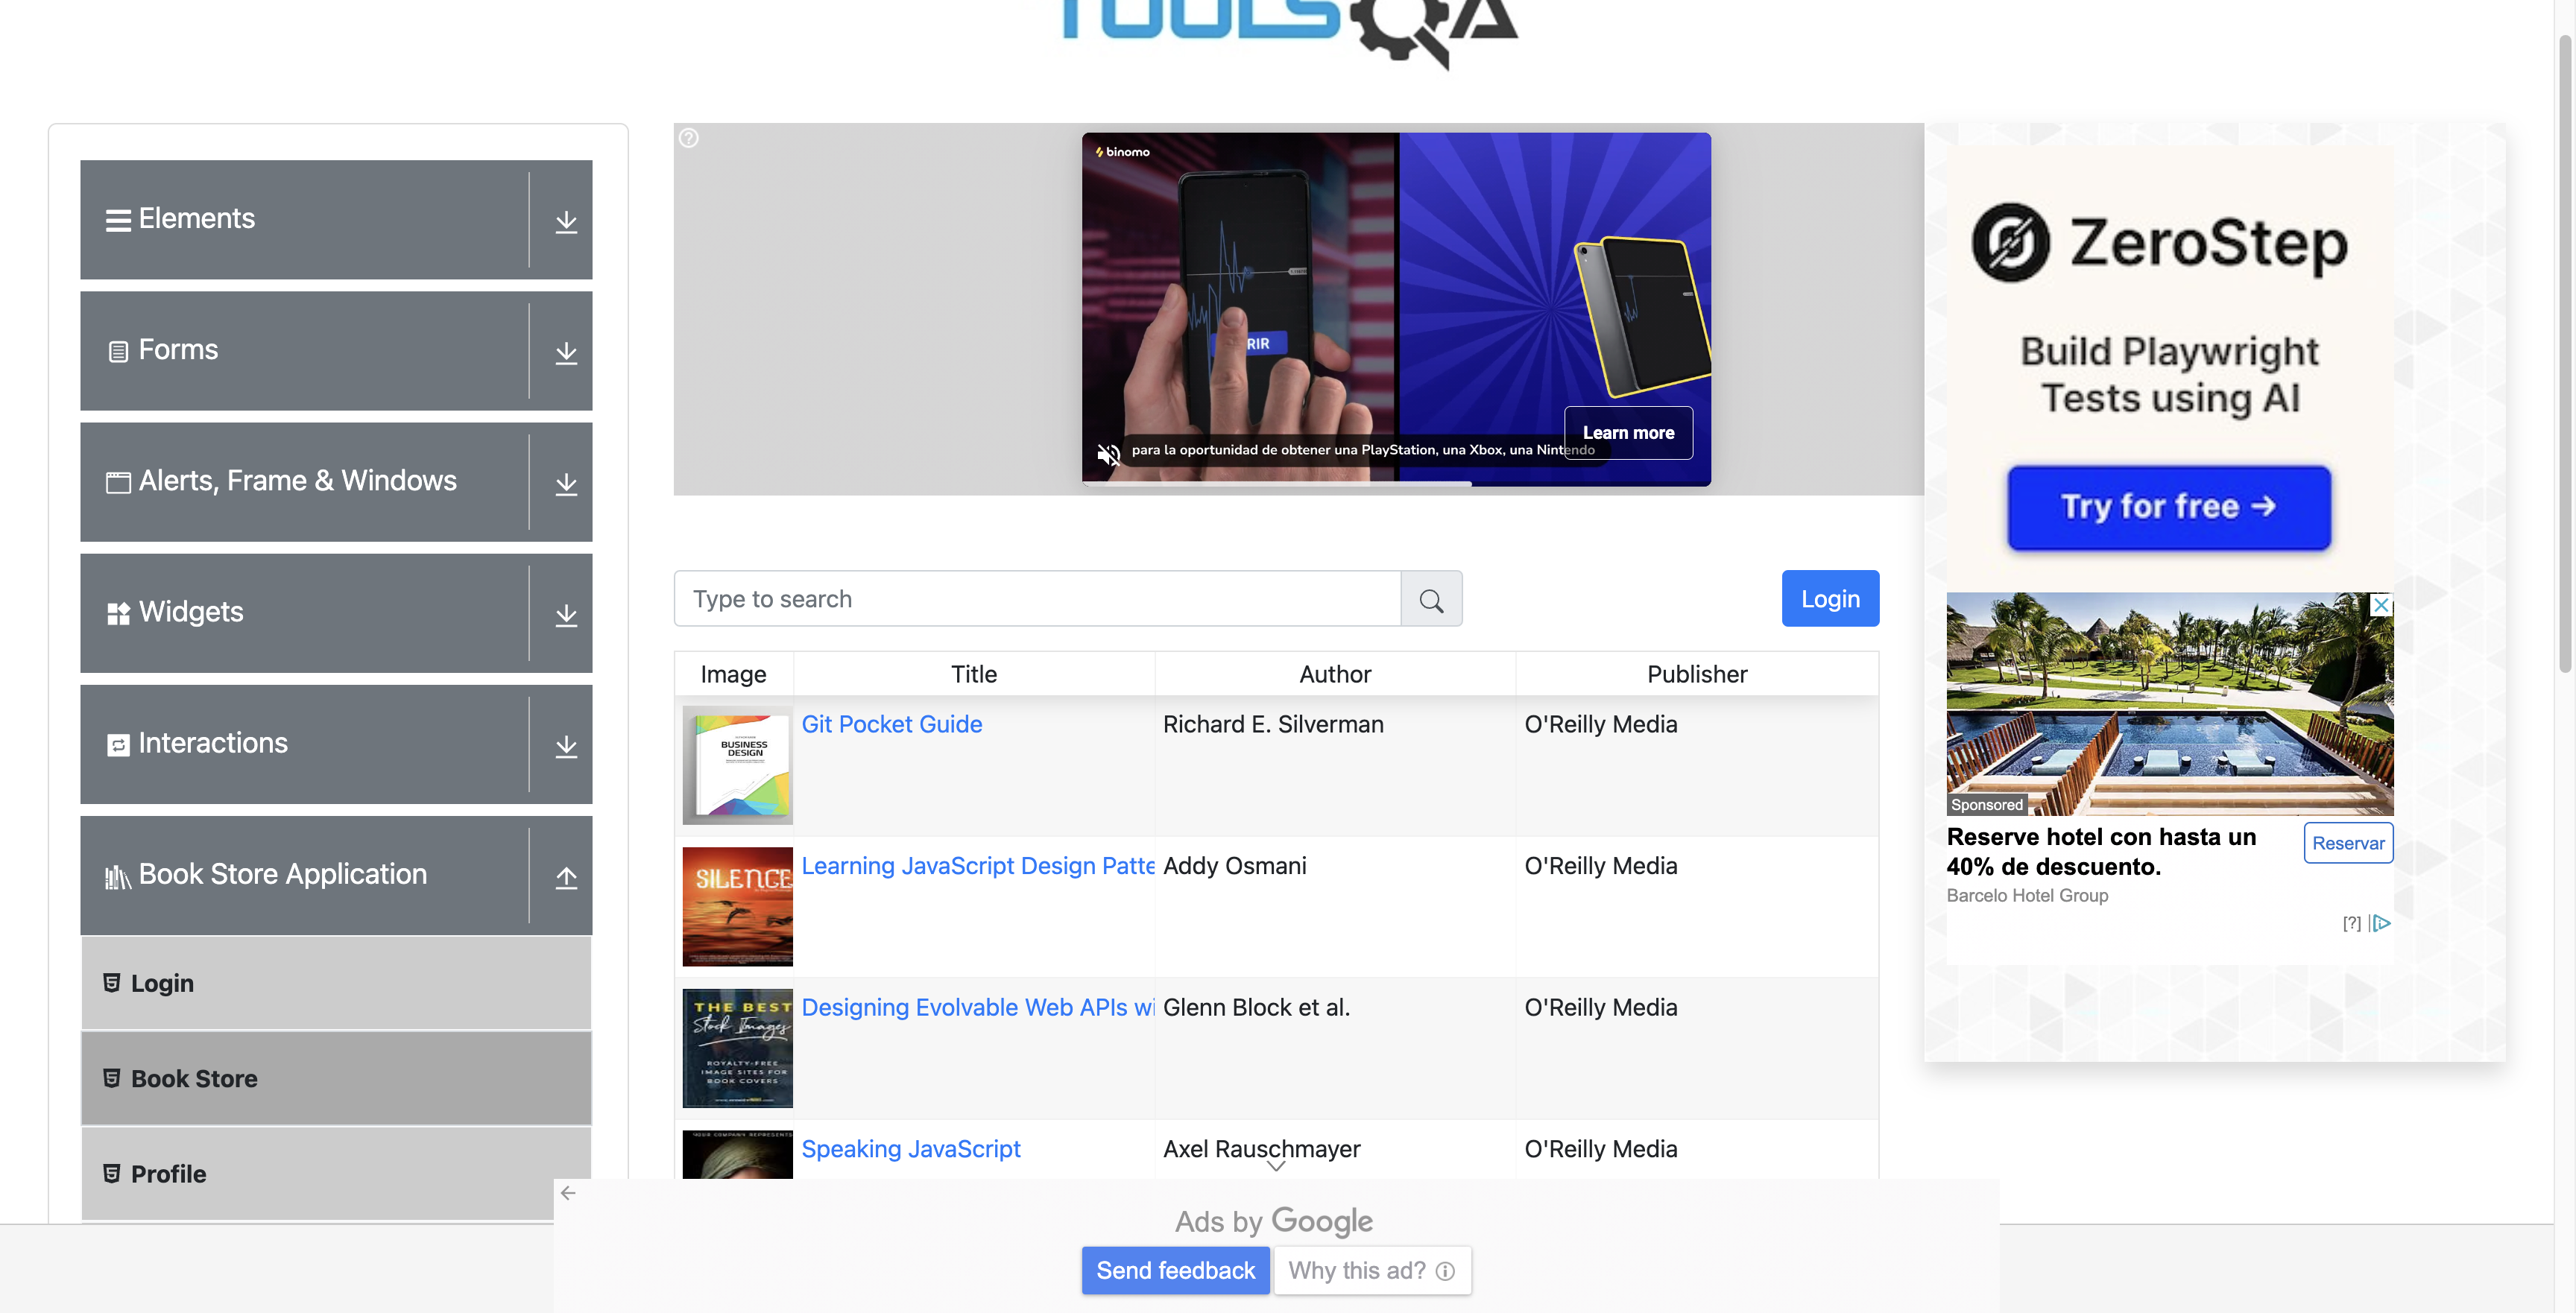 TOOLSQA
Elements
Forms
Alerts, Frame & Windows
Widgets
Interactions
Book Store Application
Login
Book Store
Profile
binomo
RIR
para la oportunidad de obtener una PlayStation, una Xbox, una Nintendo
Learn more
Type to search
Login
Image Title Author Publisher
BUSINESS
DESIGN
Git Pocket Guide Richard E. Silverman O'Reilly Media
SILENCE
Learning JavaScript Design Patte Addy Osmani O'Reilly Media
THE BEST
Stock Images
ROYALTY-FREE
IMAGE SITES FOR
BOOK COVERS
Designing Evolvable Web APIs wi Glenn Block et al. O'Reilly Media
YOUR COMPANY REPRESENTS
Speaking JavaScript Axel Rauschmayer O'Reilly Media
ZeroStep
Build Playwright
Tests using AI
Try for free →
Sponsored
Reserve hotel con hasta un
40% de descuento.
Reservar
Barcelo Hotel Group
[?]
Ads by Google
Send feedback
Why this ad?